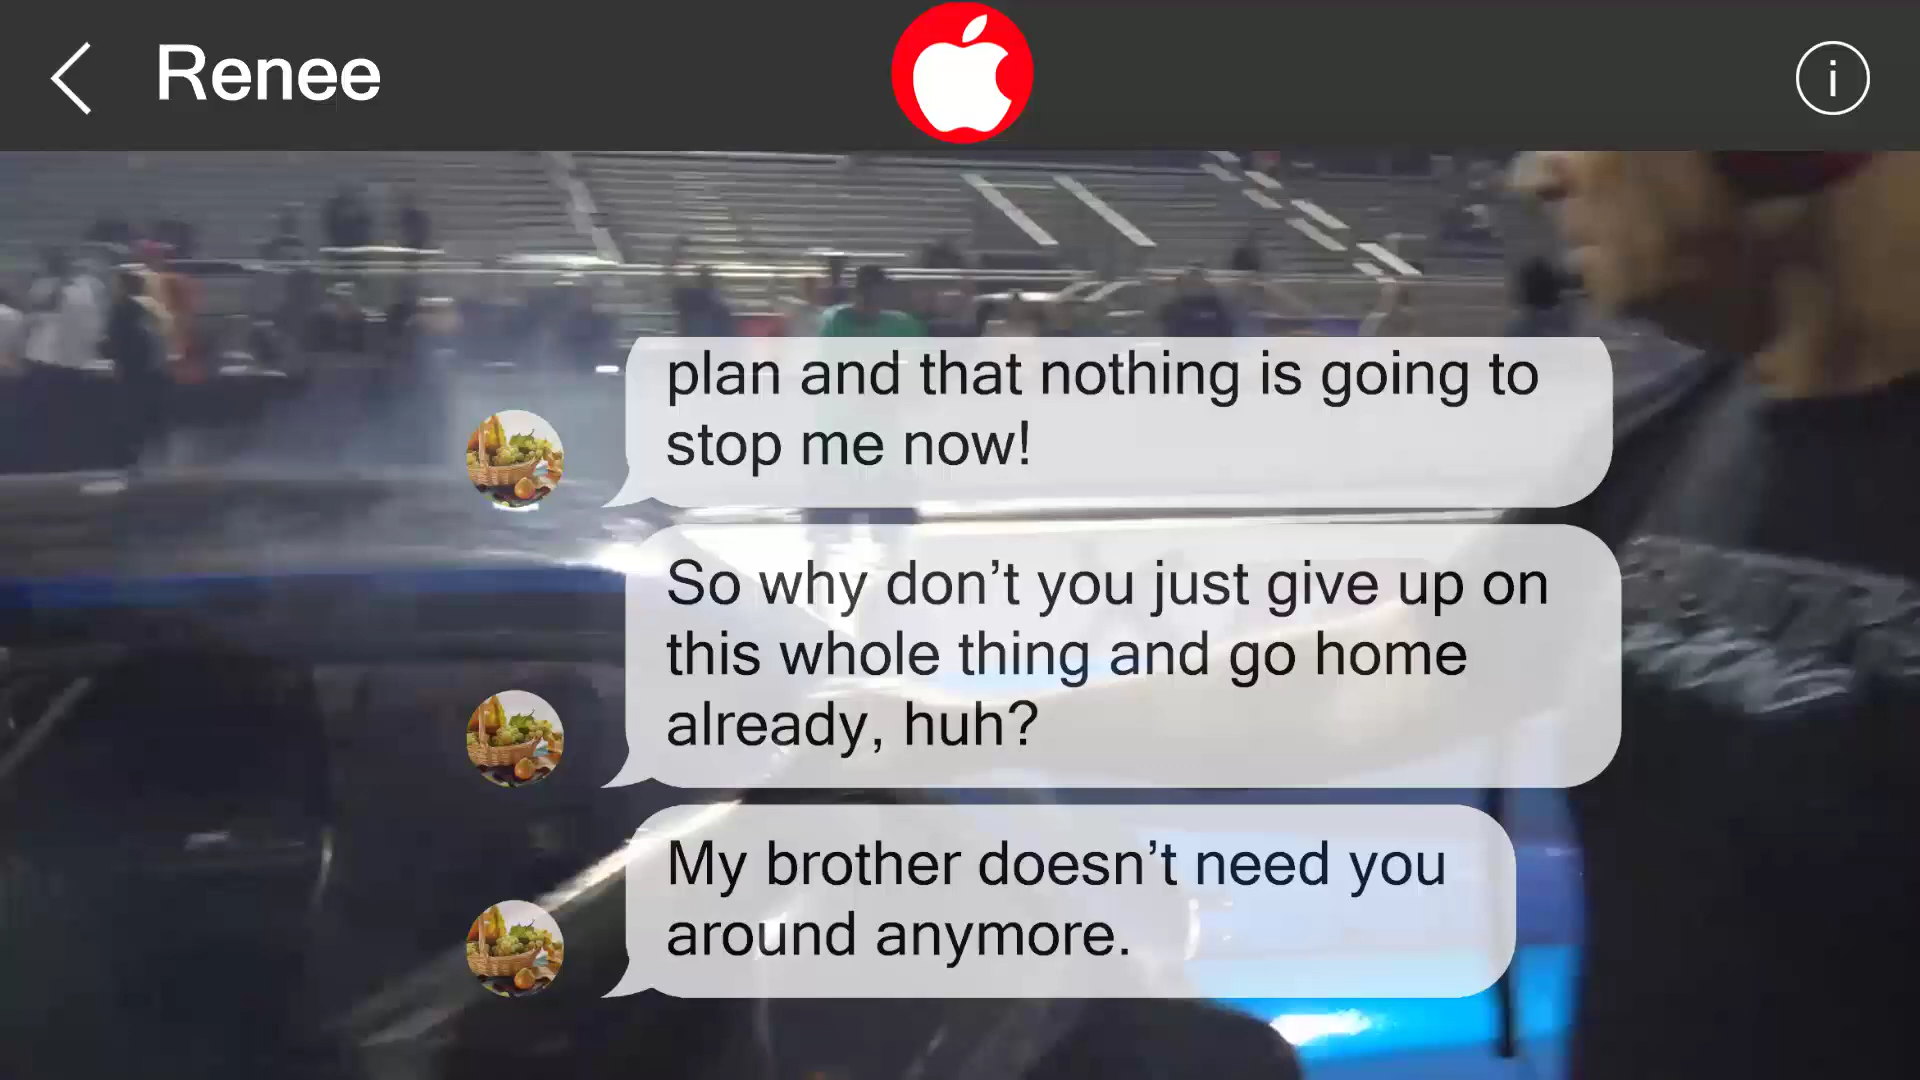 Renee
i
plan and that nothing is going to
stop me now!
So why don’t you just give up on
this whole thing and go home
already, huh?
My brother doesn’t need you
around anymore.